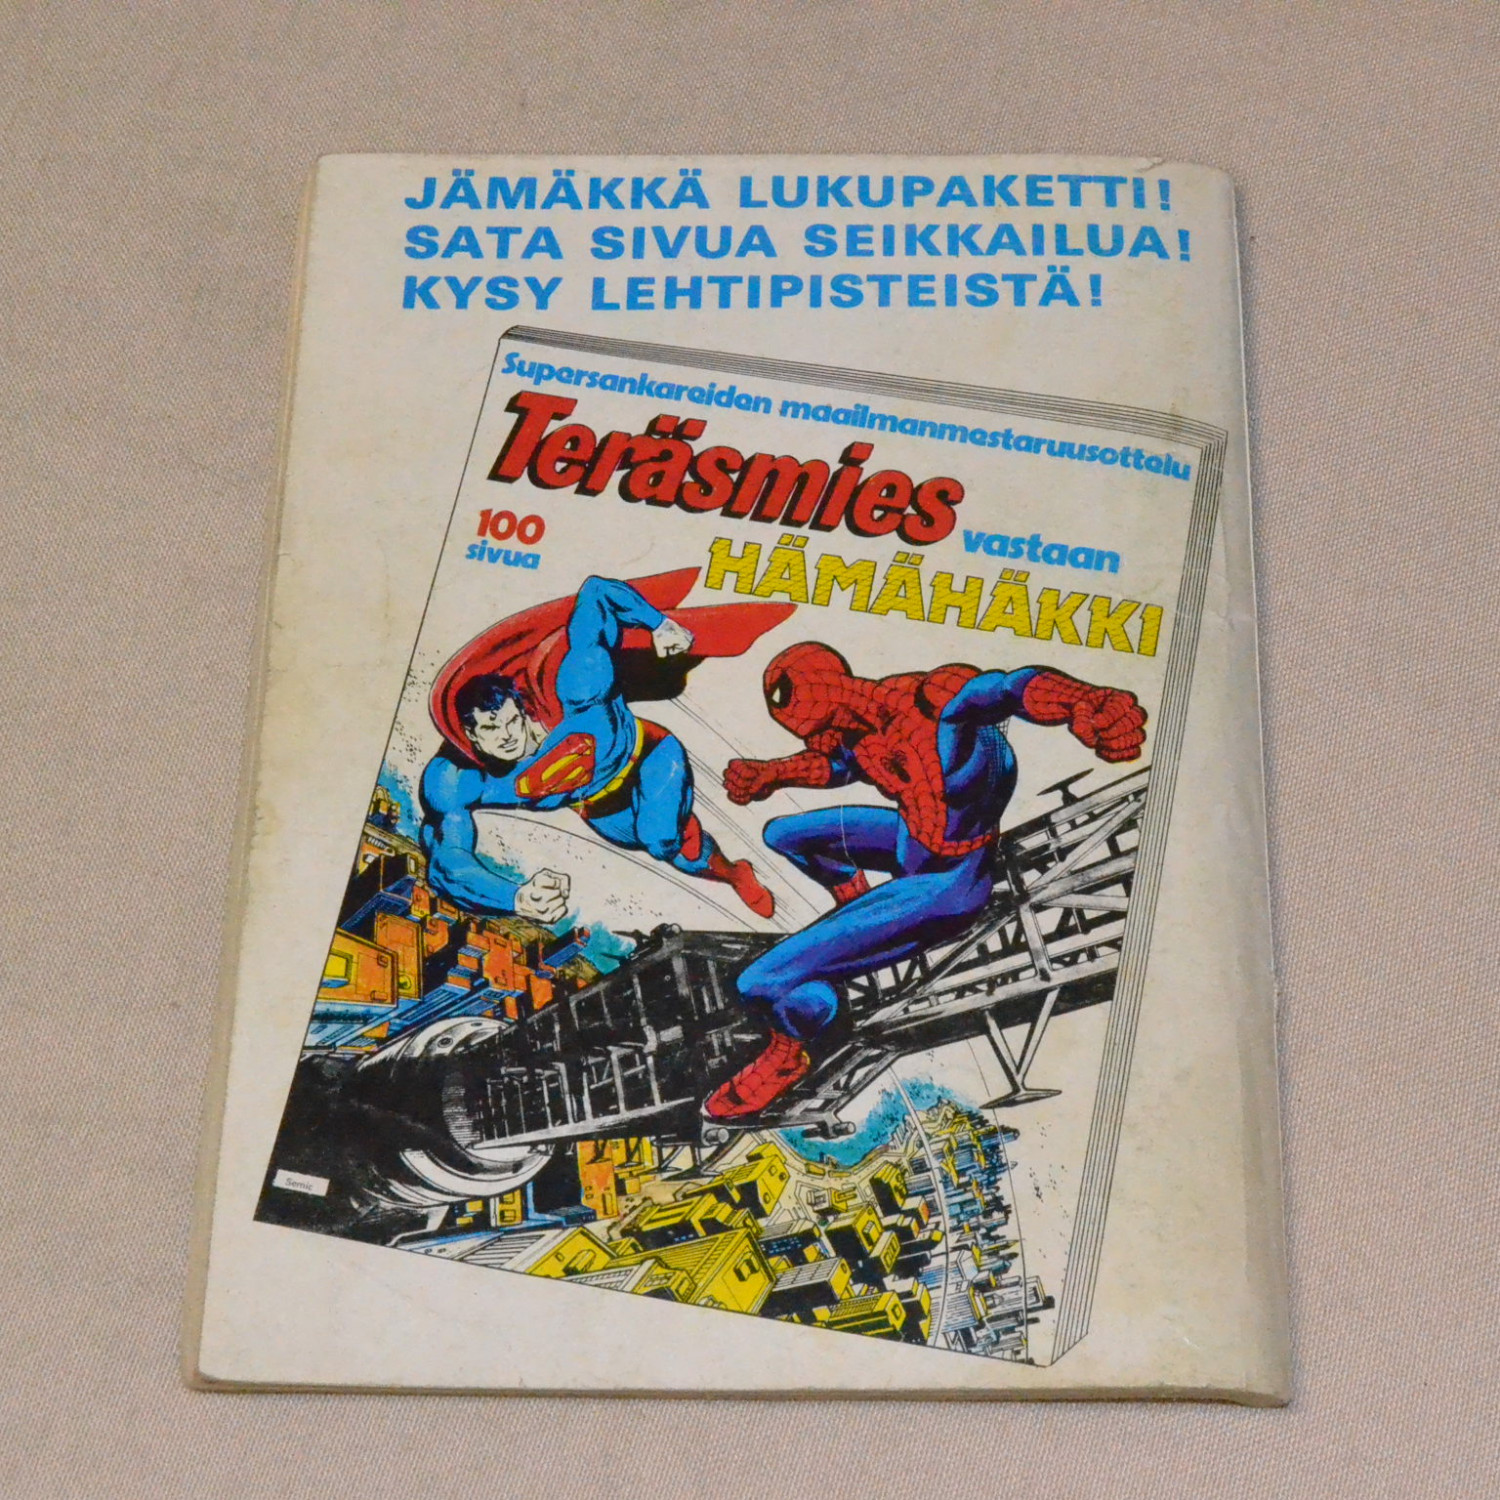 JÄMÄKKÄ LUKUPAKETTI!
SATA SIVUA SEIKKAILUA!
KYSY LEHTIPISTEISTÄ!
Supersankareiden maailmanmestaruusottelu
Teräsmies
100
sivua
vastaan
HÄMÄHÄKKI
S
Semic